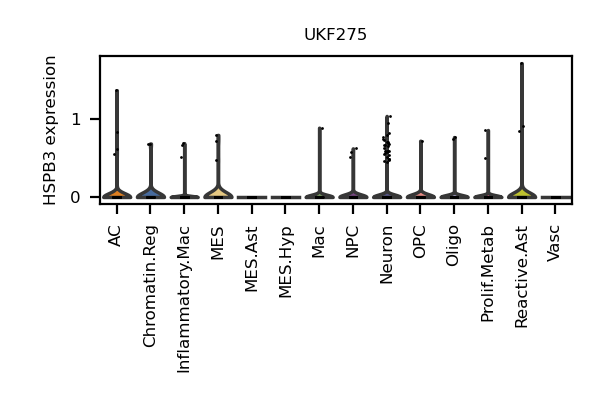 UKF275
HSPB3 expression
1
0
AC
Chromatin.Reg
Inflammatory.Mac
MES
MES.Ast
MES.Hyp
Mac
NPC
Neuron
OPC
Oligo
Prolif.Metab
Reactive.Ast
Vasc